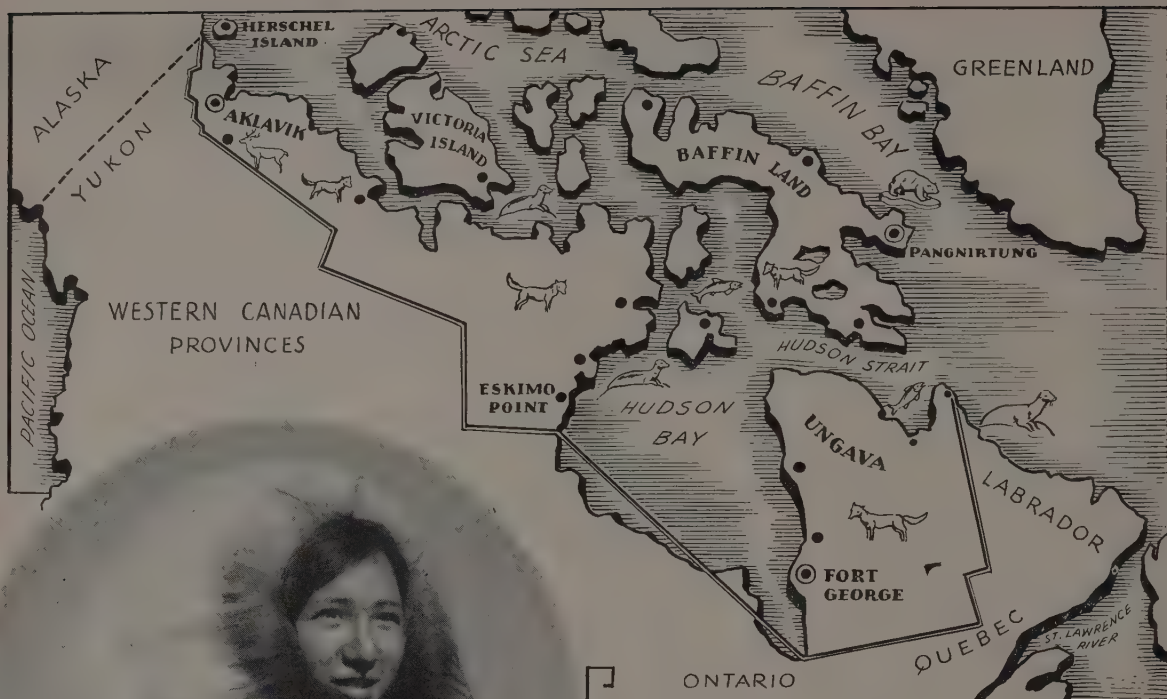 HERSCHEL
ISLAND
ARCTIC SEA
GREENLAND
ALASKA
YUKON
BAFFIN BAY
AKLAVIK
VICTORIA
ISLAND
BAFFIN LAND
PANGNIRTUNG
PACIFIC OCEAN
WESTERN CANADIAN
PROVINCES
HUDSON STRAIT
ESKIMO
POINT
HUDSON
BAY
UNGAVA
LABRADOR
FORT
GEORGE
QUEBEC
ST. LAWRENCE
RIVER
ONTARIO